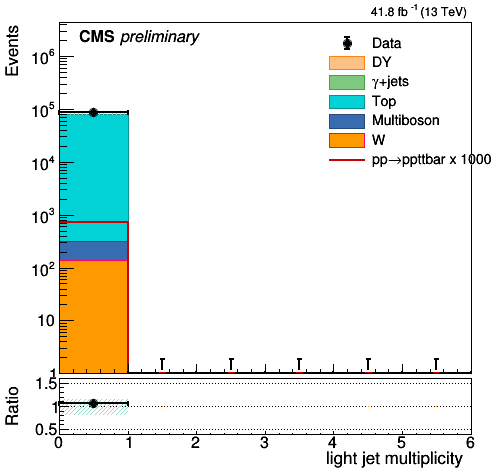 41.8 fb⁻¹ (13 TeV)
CMS preliminary
Events
10⁶
10⁵
10⁴
10³
10²
10
1
Data
DY
γ+jets
Top
Multiboson
W
pp→ppttbar x 1000
Ratio
1.5
1
0.5
0 1 2 3 4 5 6
light jet multiplicity